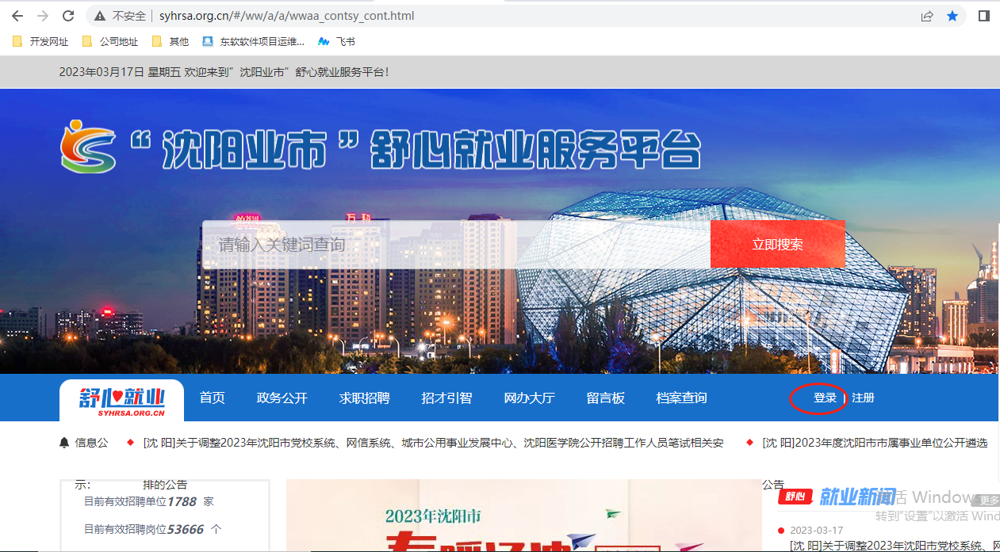 不安全 syhrsa.org.cn/#/ww/a/a/wwaa_contsy_cont.html
开发网址 公司地址 其他 东软软件项目运维... 飞书
2023年03月17日 星期五 欢迎来到”沈阳业市”舒心就业服务平台！
“沈阳业市”舒心就业服务平台
万科
请输入关键词查询 立即搜索
舒心就业
SYHRSA.ORG.CN
首页 政务公开 求职招聘 招才引智 网办大厅 留言板 档案查询 登录 | 注册
信息公 [沈 阳]关于调整2023年沈阳市党校系统、网信系统、城市公用事业发展中心、沈阳医学院公开招聘工作人员笔试相关安 [沈 阳]2023年度沈阳市市属事业单位公开遴选
示： 排的公告 公告
目前有效招聘单位1788 家
目前有效招聘岗位53666 个
2023年沈阳市
舒心 就业新闻 更多
激活 Windows
转到"设置"以激活 Wind
2023-03-17
[沈 阳]关于调整2023年沈阳市党校系统、网